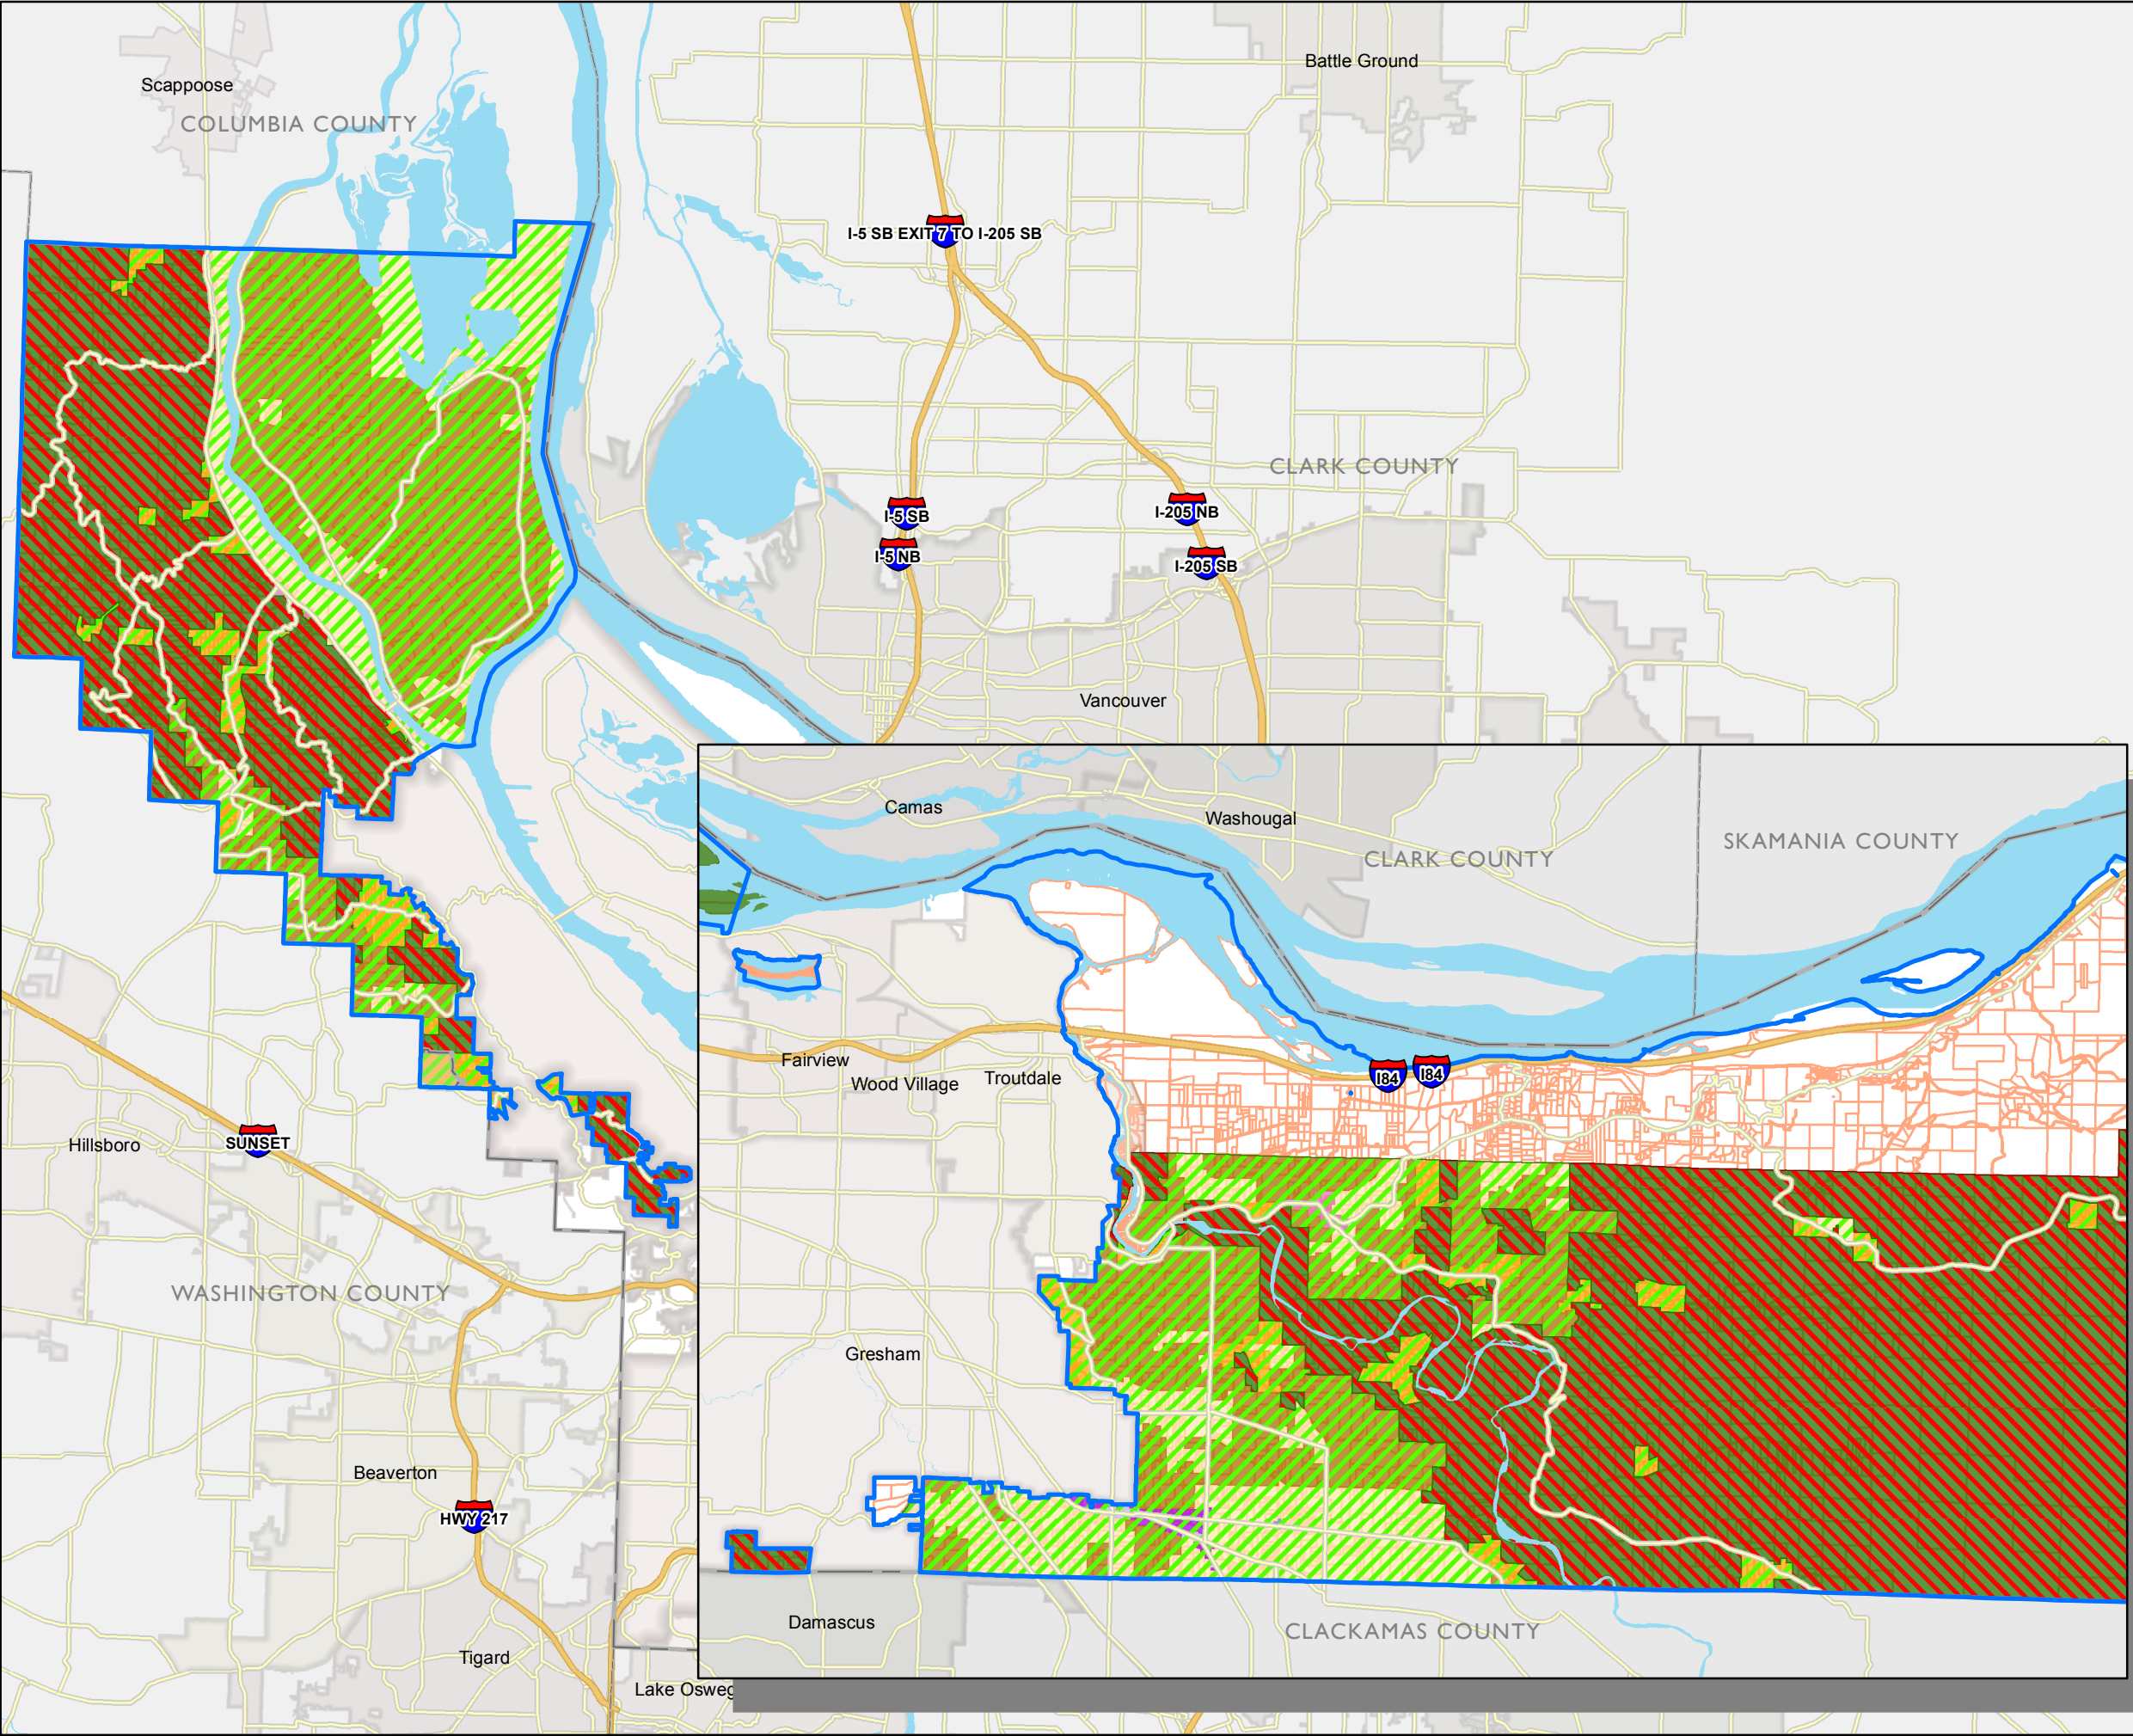 Battle Ground
Scappoose
COLUMBIA COUNTY
I-5 SB EXIT 7 TO I-205 SB
CLARK COUNTY
I-5 SB
I-205 NB
I-5 NB
I-205 SB
Vancouver
Camas
Washougal
SKAMANIA COUNTY
CLARK COUNTY
Fairview
Wood Village
Troutdale
I84
I84
Hillsboro
SUNSET
WASHINGTON COUNTY
Gresham
Beaverton
HWY 217
Damascus
CLACKAMAS COUNTY
Tigard
Lake Osweg